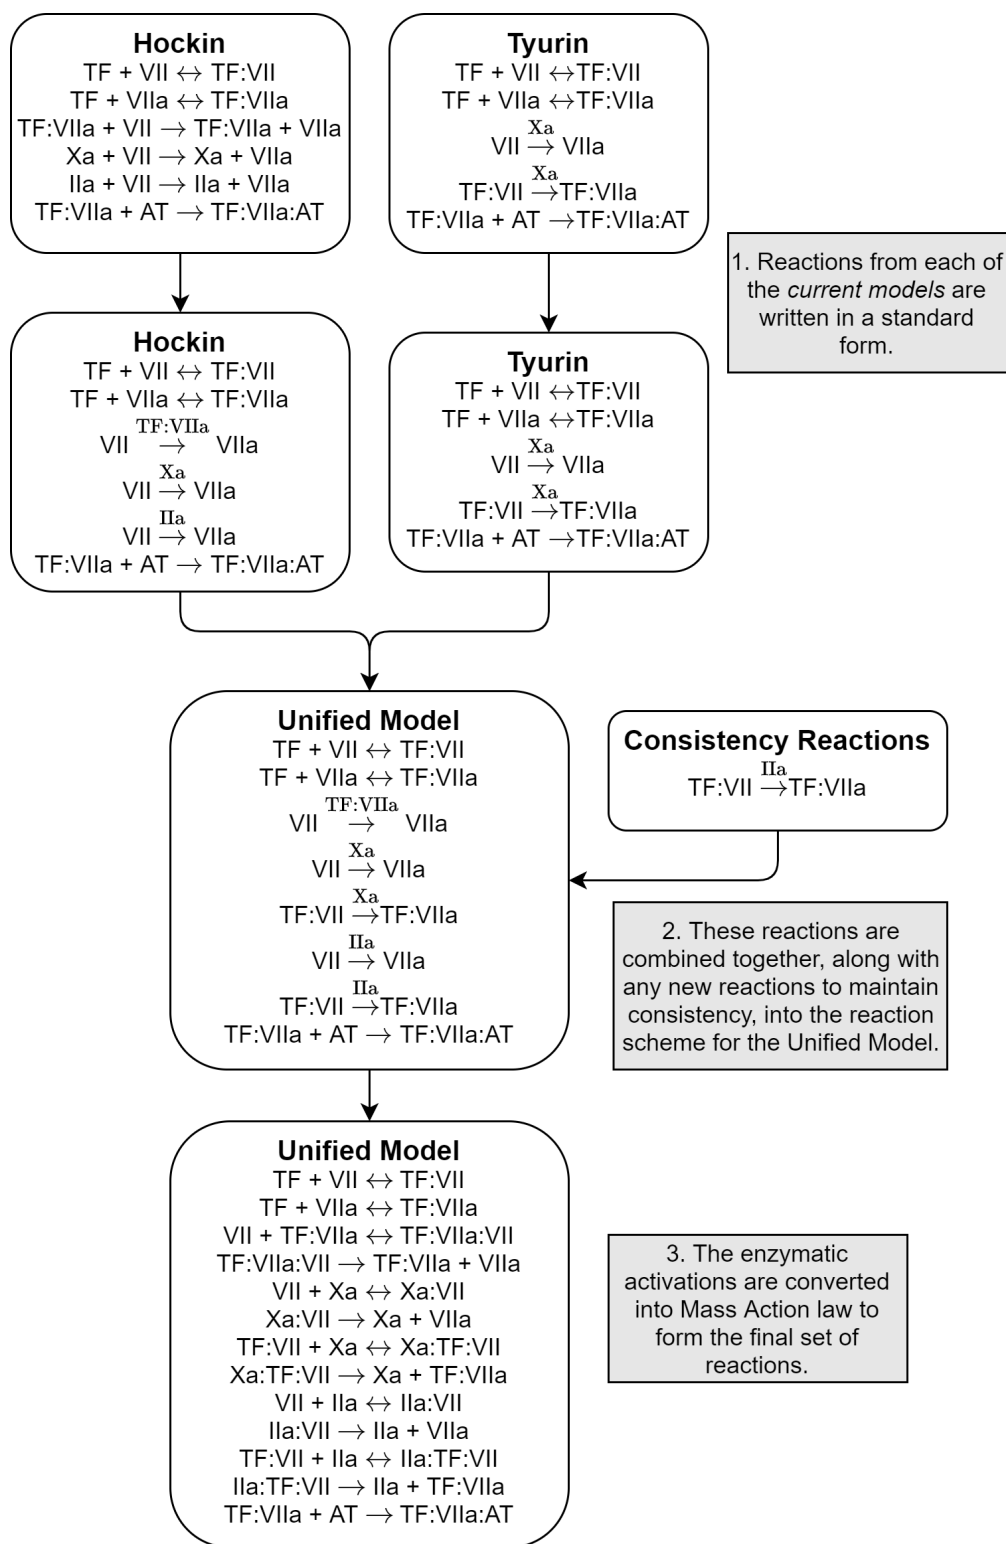 Hockin
TF + VII ↔ TF:VII
TF + VIIa ↔ TF:VIIa
TF:VIIa + VII → TF:VIIa + VIIa
Xa + VII → Xa + VIIa
IIa + VII → IIa + VIIa
TF:VIIa + AT → TF:VIIa:AT
Tyurin
TF + VII ↔TF:VII
TF + VIIa ↔TF:VIIa
Xa
VII → VIIa
Xa
TF:VII →TF:VIIa
TF:VIIa + AT →TF:VIIa:AT
1. Reactions from each of
the current models are
written in a standard
form.
Hockin
TF + VII ↔ TF:VII
TF + VIIa ↔ TF:VIIa
TF:VIIa
VII → VIIa
Xa
VII → VIIa
IIa
VII → VIIa
TF:VIIa + AT → TF:VIIa:AT
Tyurin
TF + VII ↔TF:VII
TF + VIIa ↔TF:VIIa
Xa
VII → VIIa
Xa
TF:VII →TF:VIIa
TF:VIIa + AT →TF:VIIa:AT
Unified Model
TF + VII ↔ TF:VII
TF + VIIa ↔ TF:VIIa
TF:VIIa
VII → VIIa
Xa
VII → VIIa
Xa
TF:VII →TF:VIIa
IIa
VII → VIIa
IIa
TF:VII →TF:VIIa
TF:VIIa + AT → TF:VIIa:AT
Consistency Reactions
IIa
TF:VII →TF:VIIa
2. These reactions are
combined together, along with
any new reactions to maintain
consistency, into the reaction
scheme for the Unified Model.
Unified Model
TF + VII ↔ TF:VII
TF + VIIa ↔ TF:VIIa
VII + TF:VIIa ↔ TF:VIIa:VII
TF:VIIa:VII → TF:VIIa + VIIa
VII + Xa ↔ Xa:VII
Xa:VII → Xa + VIIa
TF:VII + Xa ↔ Xa:TF:VII
Xa:TF:VII → Xa + TF:VIIa
VII + IIa ↔ IIa:VII
IIa:VII → IIa + VIIa
TF:VII + IIa ↔ IIa:TF:VII
IIa:TF:VII → IIa + TF:VIIa
TF:VIIa + AT → TF:VIIa:AT
3. The enzymatic
activations are converted
into Mass Action law to
form the final set of
reactions.